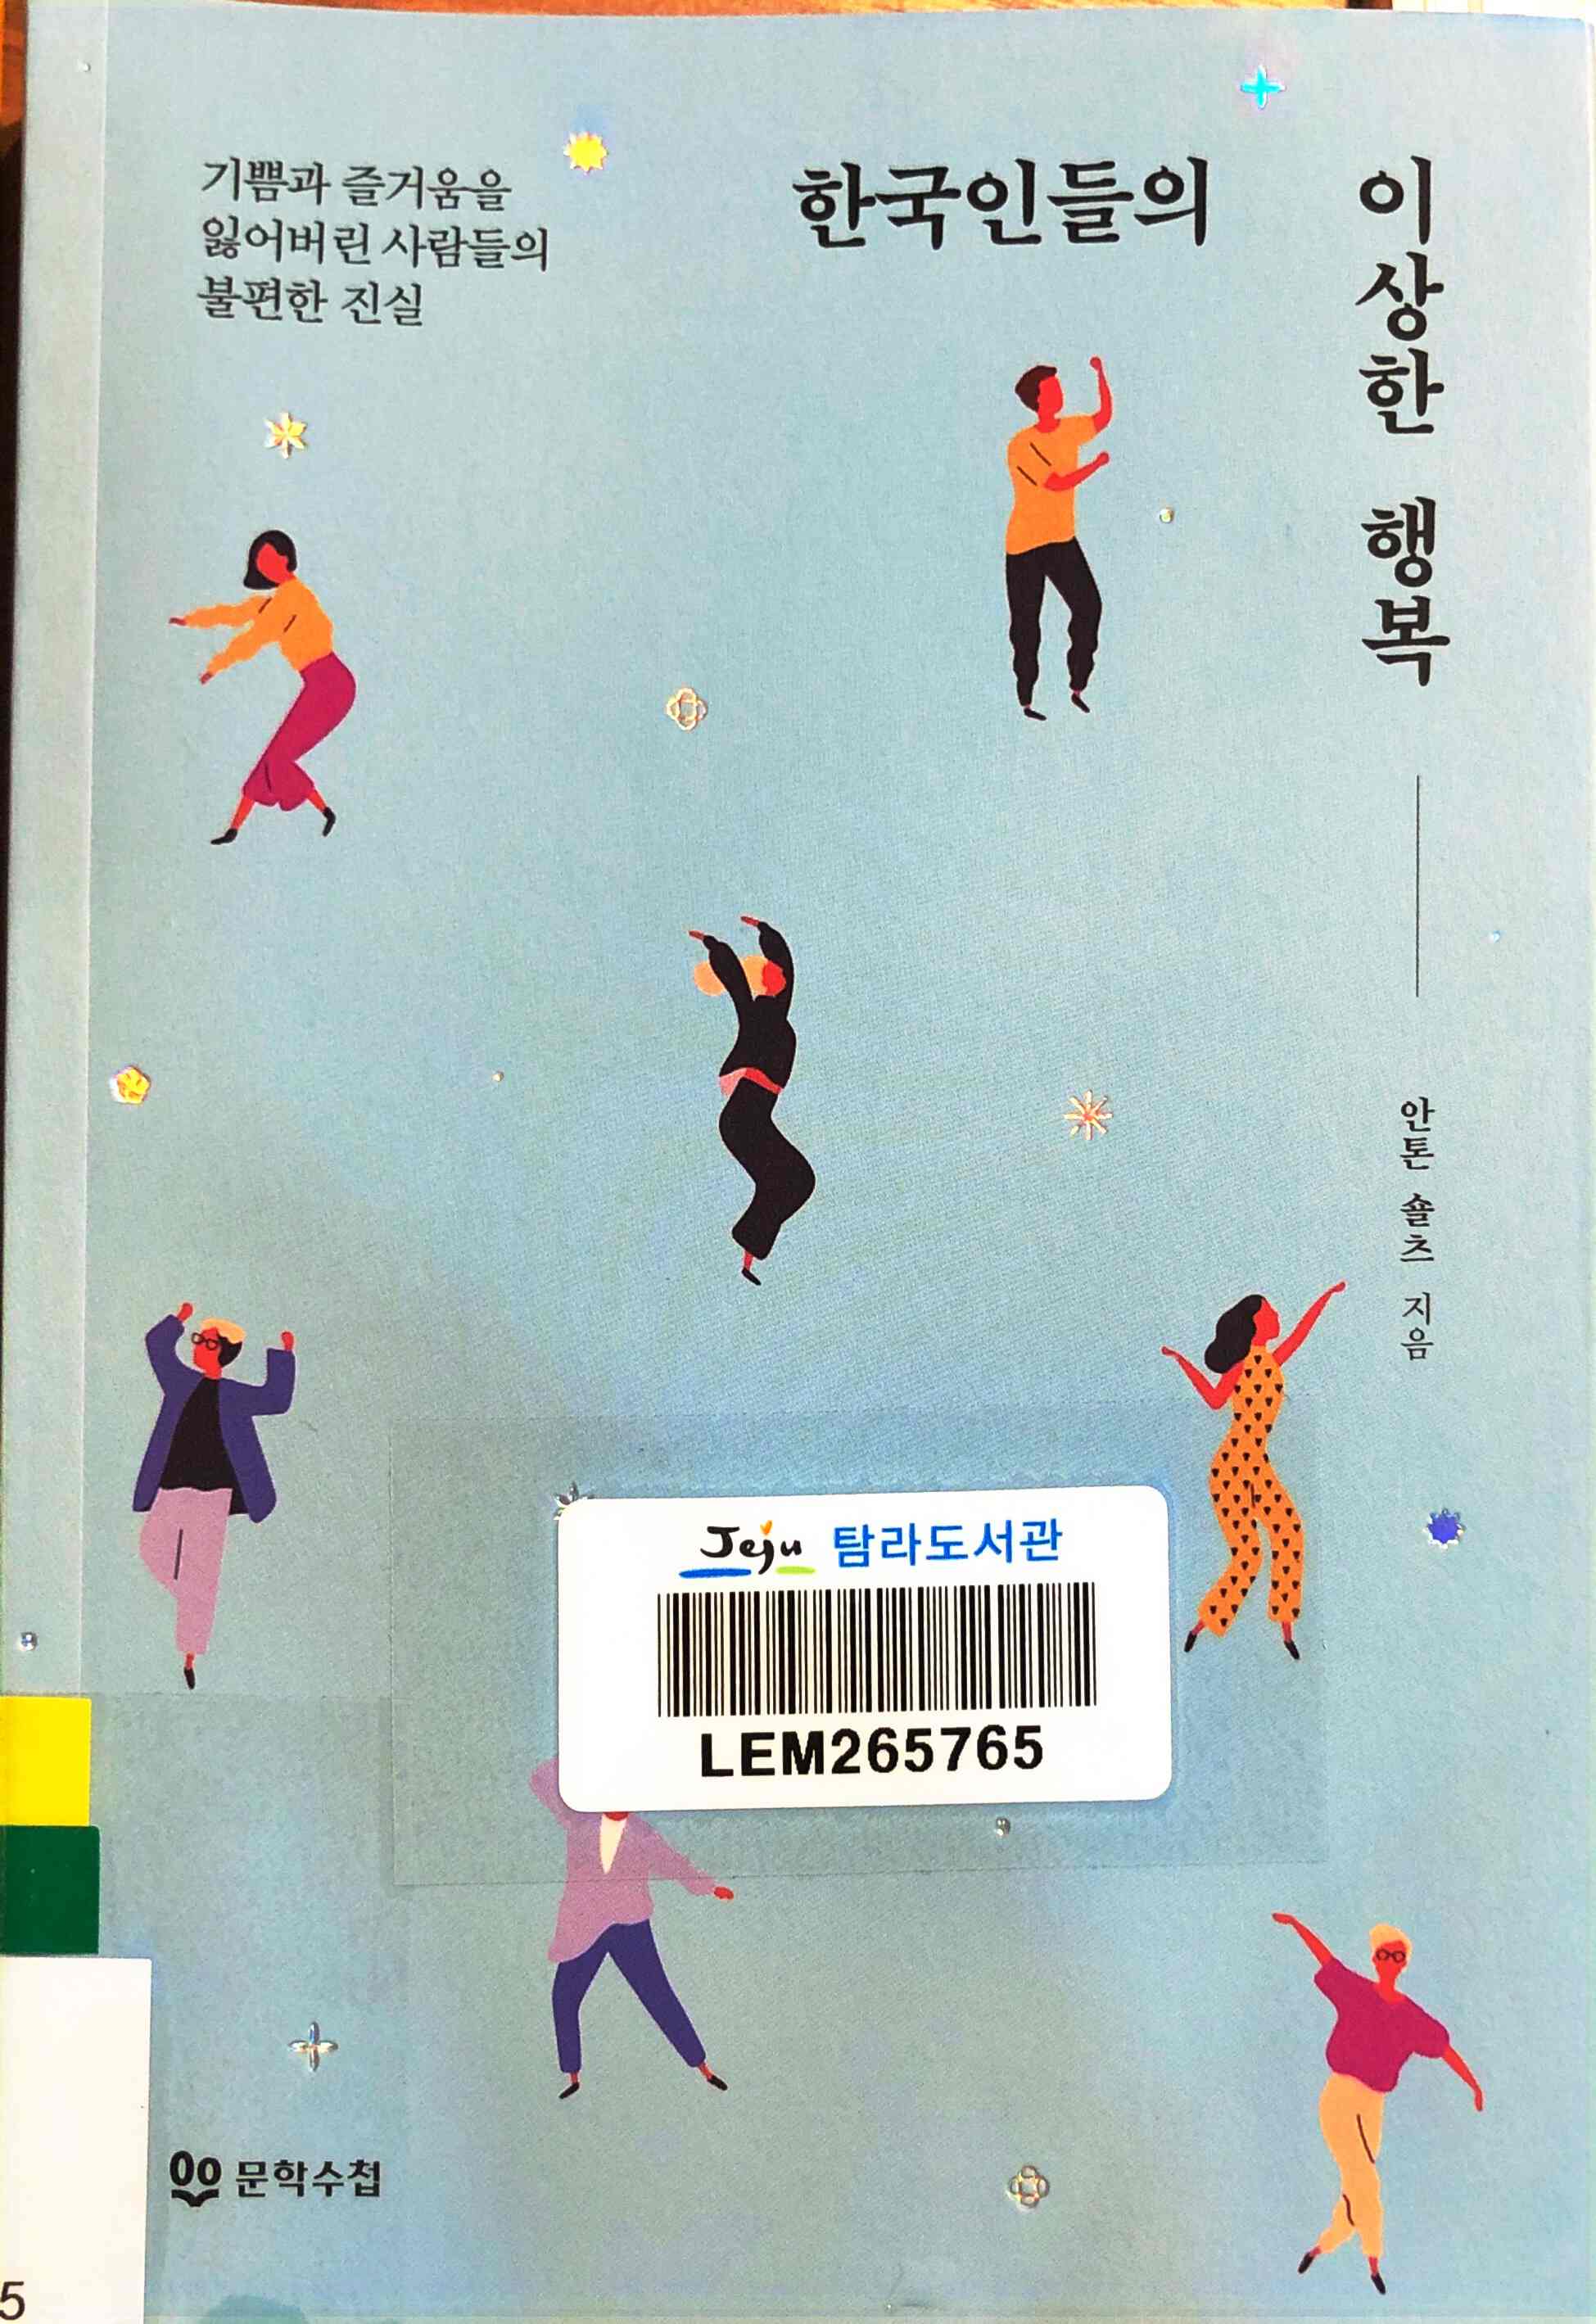 기쁨과 즐거움을
잃어버린 사람들의
불편한 진실
한국인들의
이상한 행복
안톤 숄츠 지음
Jeju 탐라도서관
LEM265765
문학수첩
5